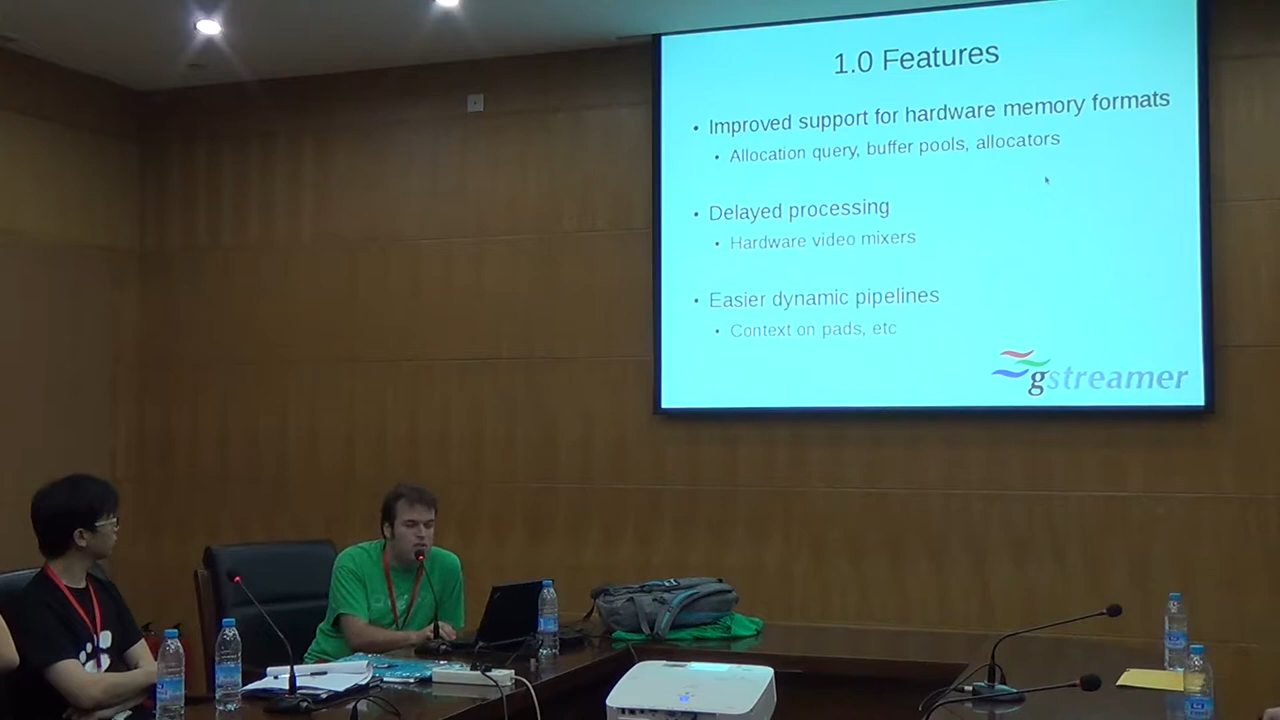 1.0 Features
• Improved support for hardware memory formats
• Allocation query, buffer pools, allocators
• Delayed processing
• Hardware video mixers
• Easier dynamic pipelines
• Context on pads, etc
gstreamer